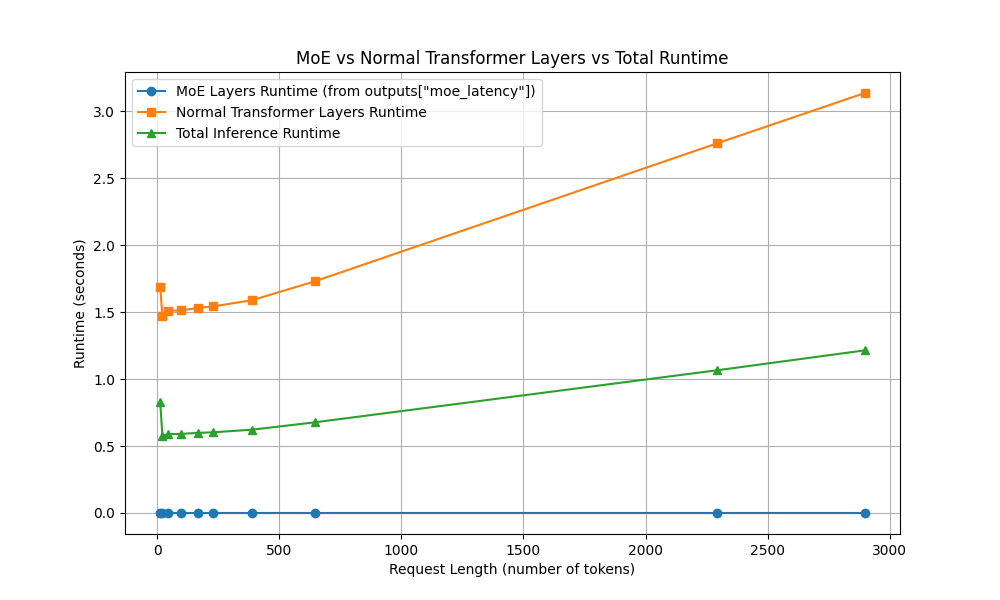 MoE vs Normal Transformer Layers vs Total Runtime
MoE Layers Runtime (from outputs["moe_latency"])
Normal Transformer Layers Runtime
Total Inference Runtime
Runtime (seconds)
3.0
2.5
2.0
1.5
1.0
0.5
0.0
0 500 1000 1500 2000 2500 3000
Request Length (number of tokens)